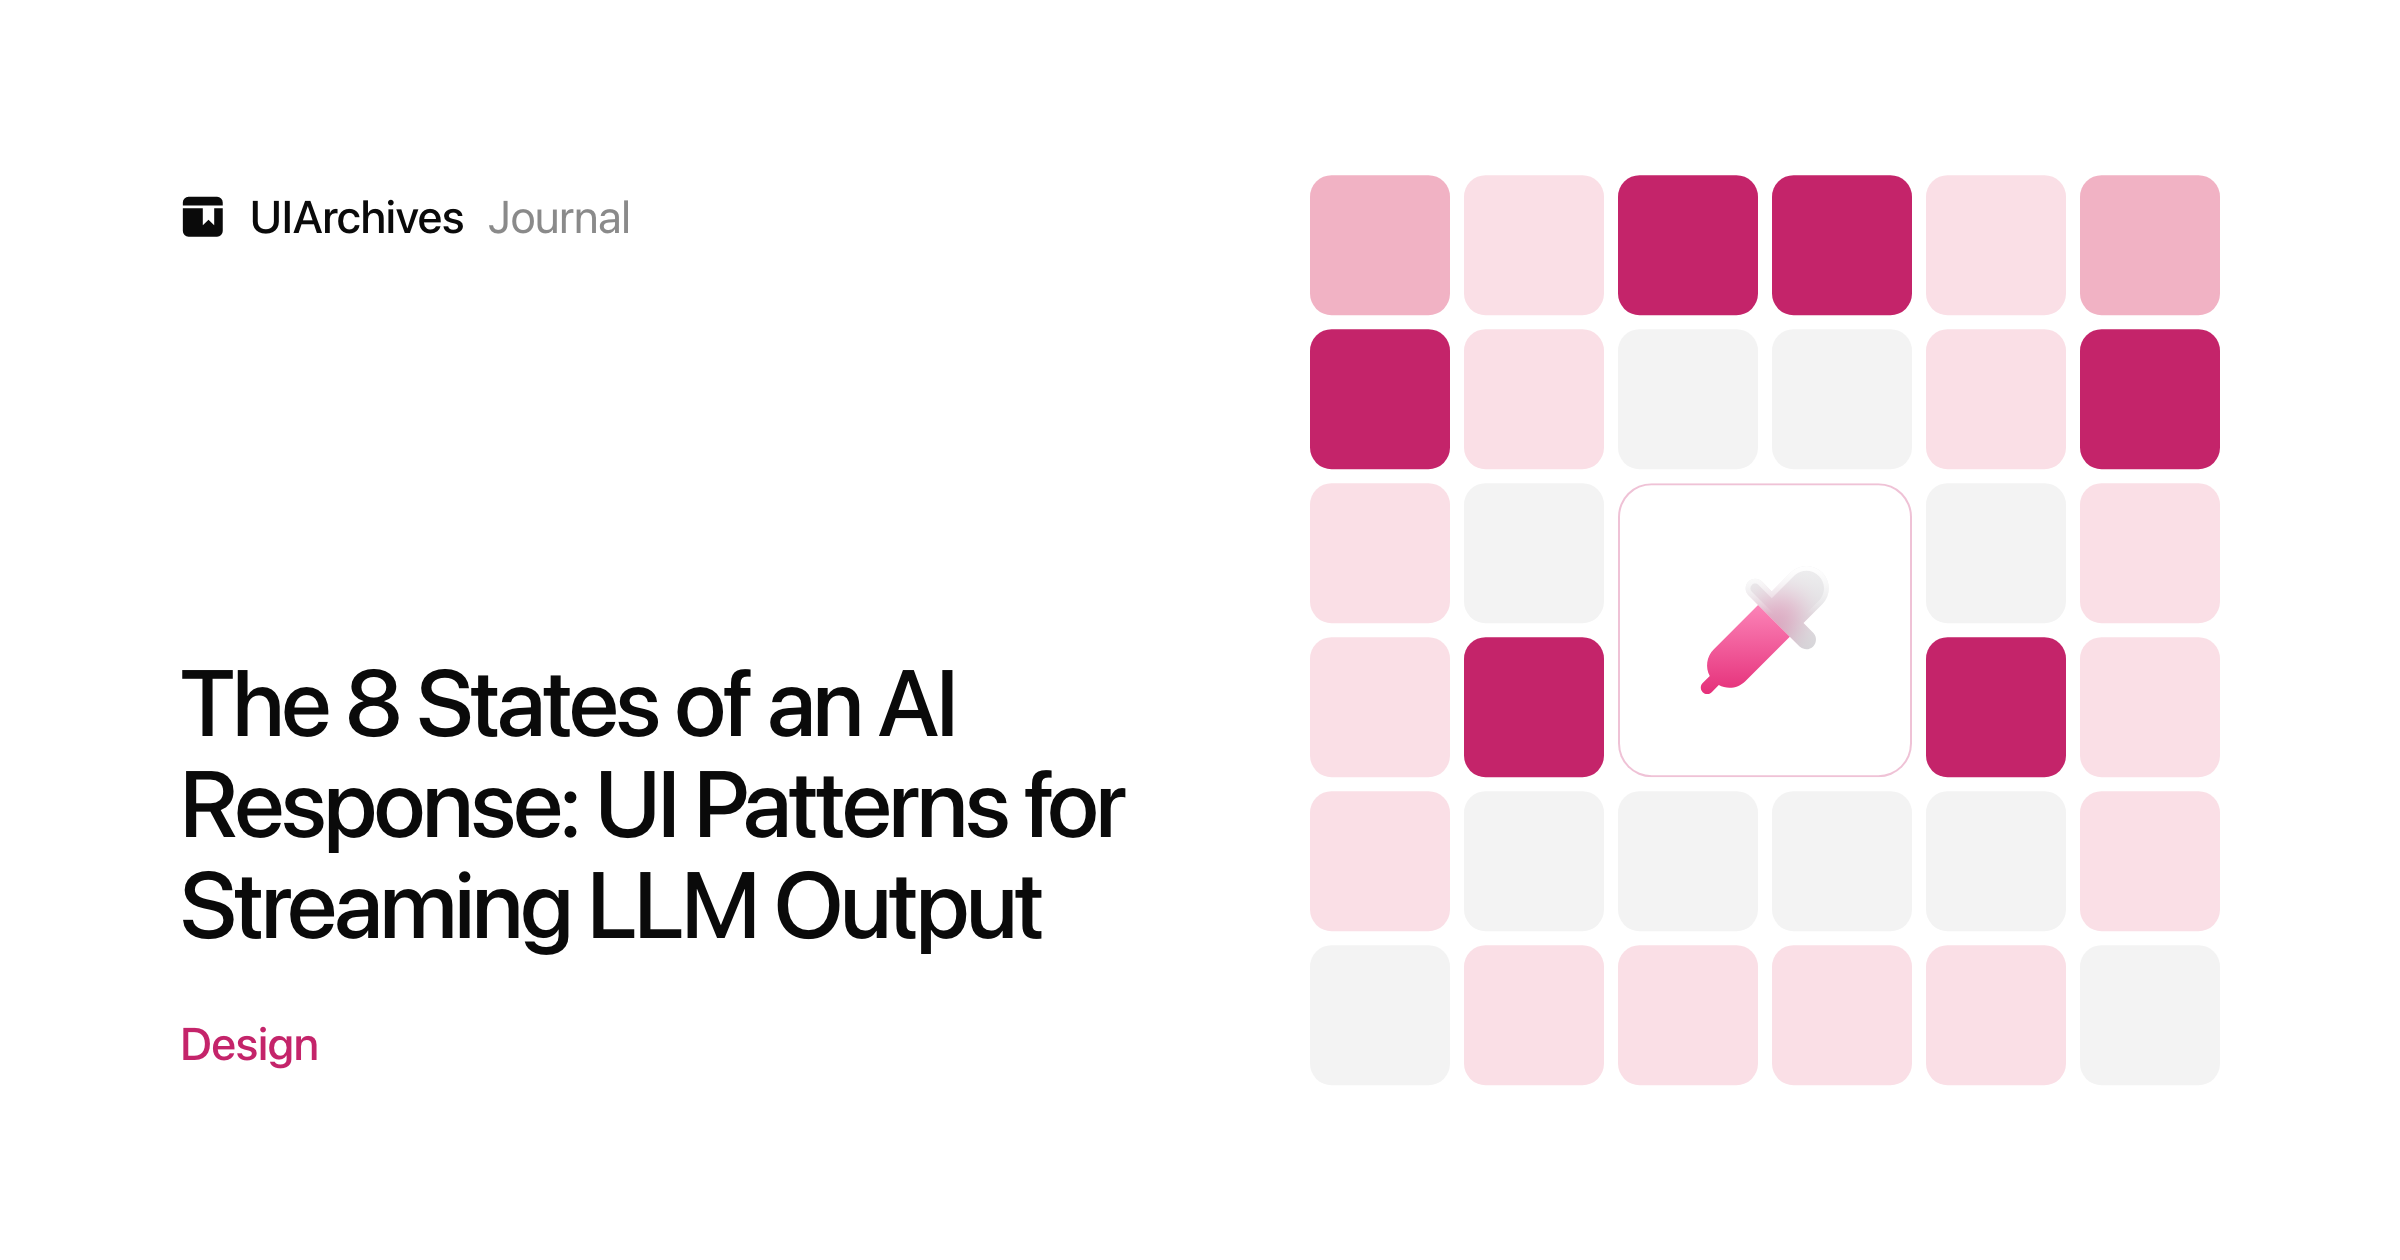 UIArchives Journal
The 8 States of an AI
Response: UI Patterns for
Streaming LLM Output
Design